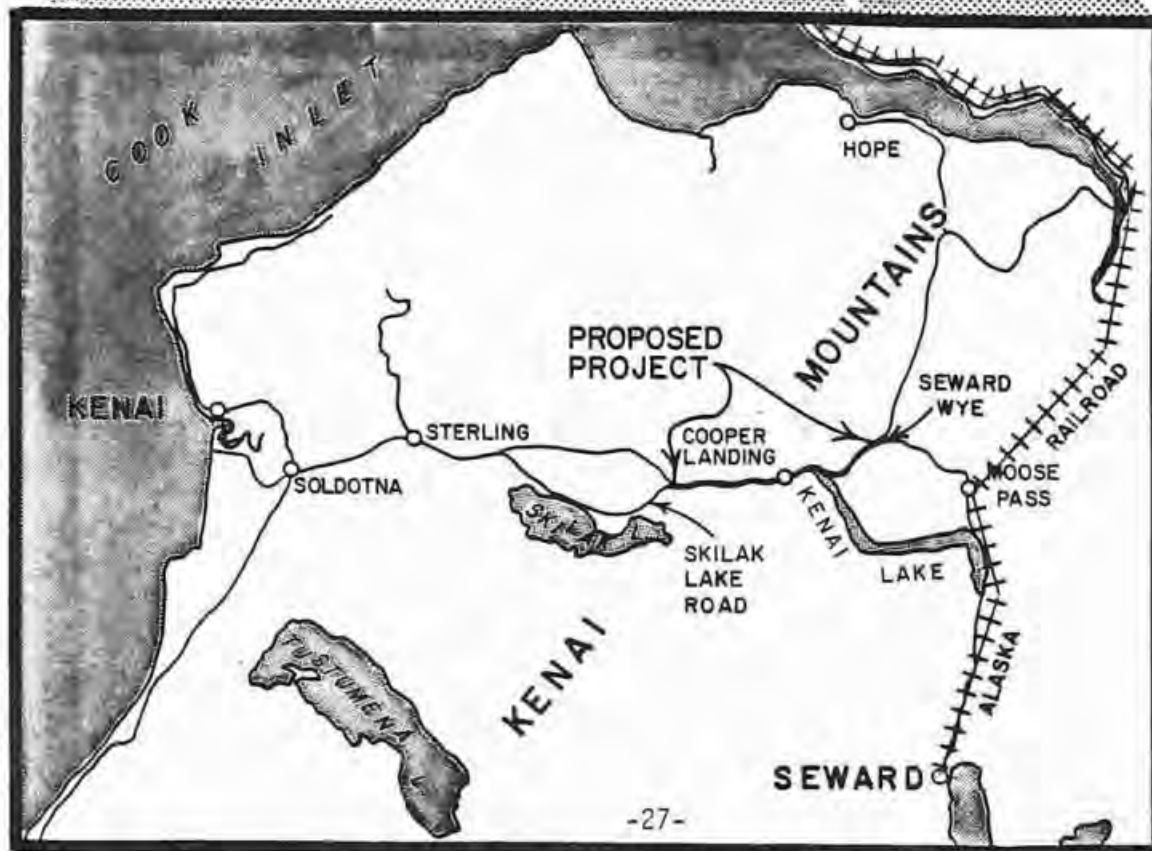 COOK
INLET
HOPE
MOUNTAINS
PROPOSED
PROJECT
SEWARD
WYE
RAILROAD
KENAI
STERLING
COOPER
LANDING
SOLDOTNA
MOOSE
PASS
KENAI
LAKE
SKILAK
LAKE
ROAD
KENAI
TUSTUMENA L.
ALASKA
SEWARD
-27-